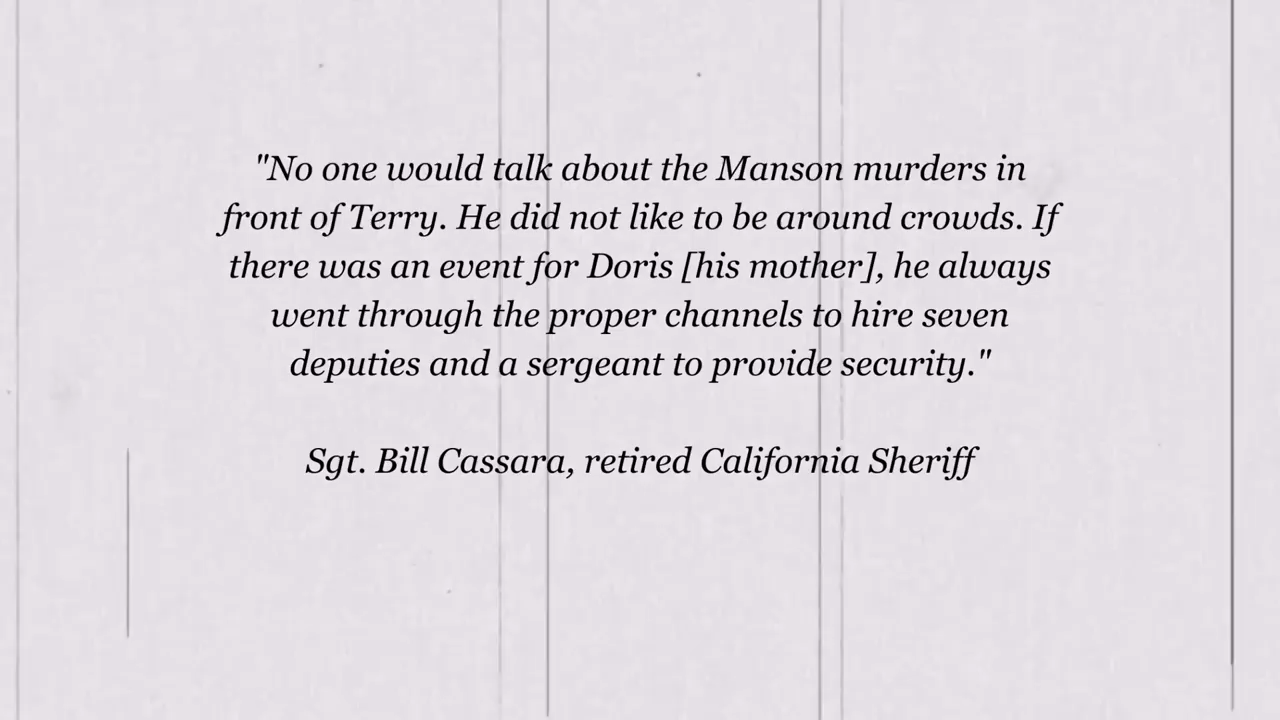 "No one would talk about the Manson murders in
front of Terry. He did not like to be around crowds. If
there was an event for Doris [his mother], he always
went through the proper channels to hire seven
deputies and a sergeant to provide security."
Sgt. Bill Cassara, retired California Sheriff